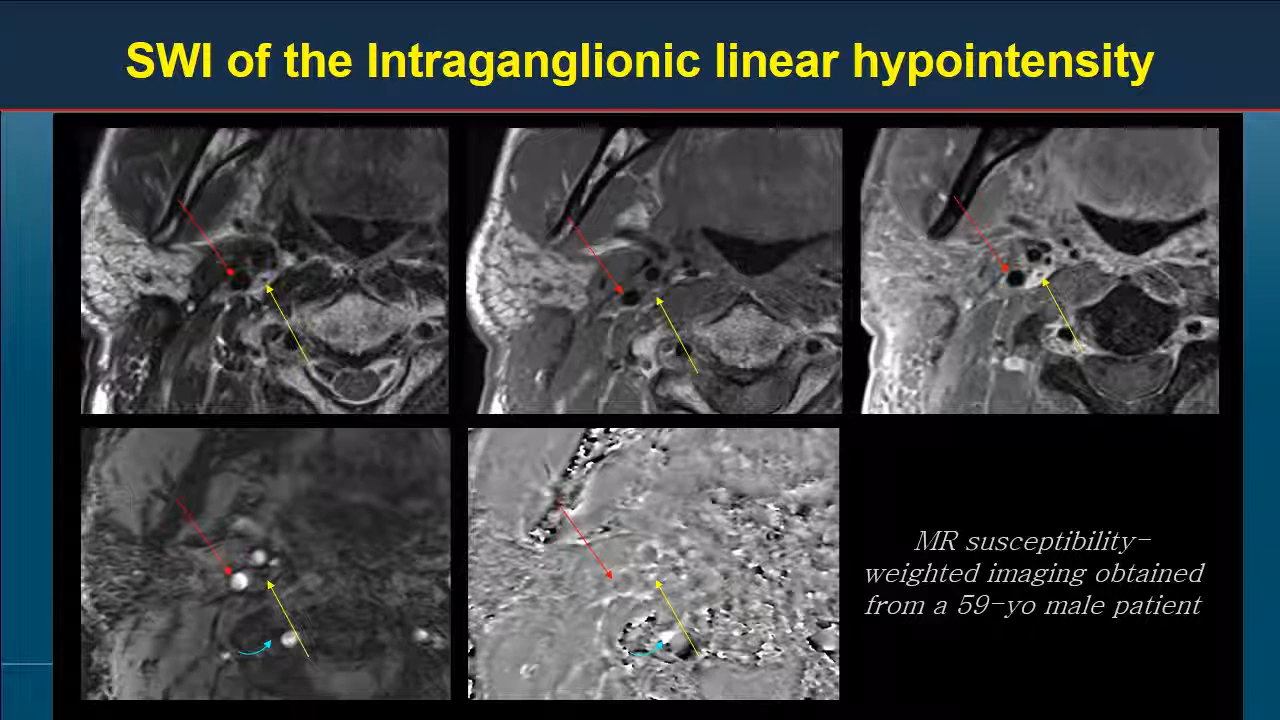 SWI of the Intraganglionic linear hypointensity
MR susceptibility-
weighted imaging obtained
from a 59-yo male patient